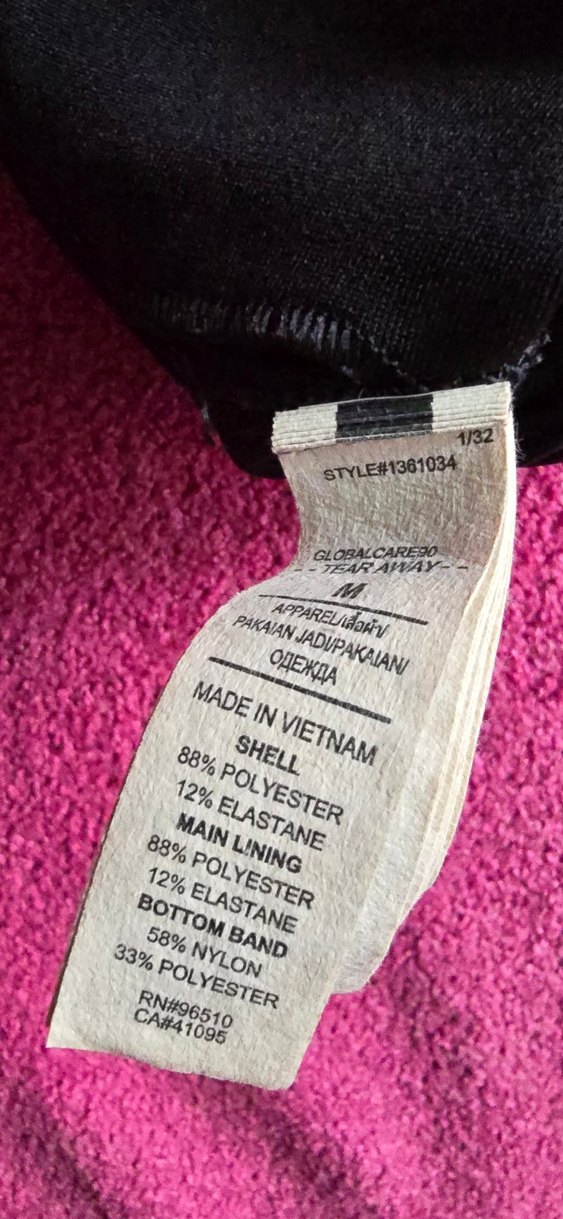 1/32
STYLE#1361034
GLOBALCARE90
--TEAR AWAY---
M
APPAREL/เสื้อผ้า/
PAKAIAN JADI/PAKAIAN/
ОДЕЖДА
MADE IN VIETNAM
SHELL
88% POLYESTER
12% ELASTANE
MAIN LINING
88% POLYESTER
12% ELASTANE
BOTTOM BAND
58% NYLON
33% POLYESTER
RN#96510
CA#41095